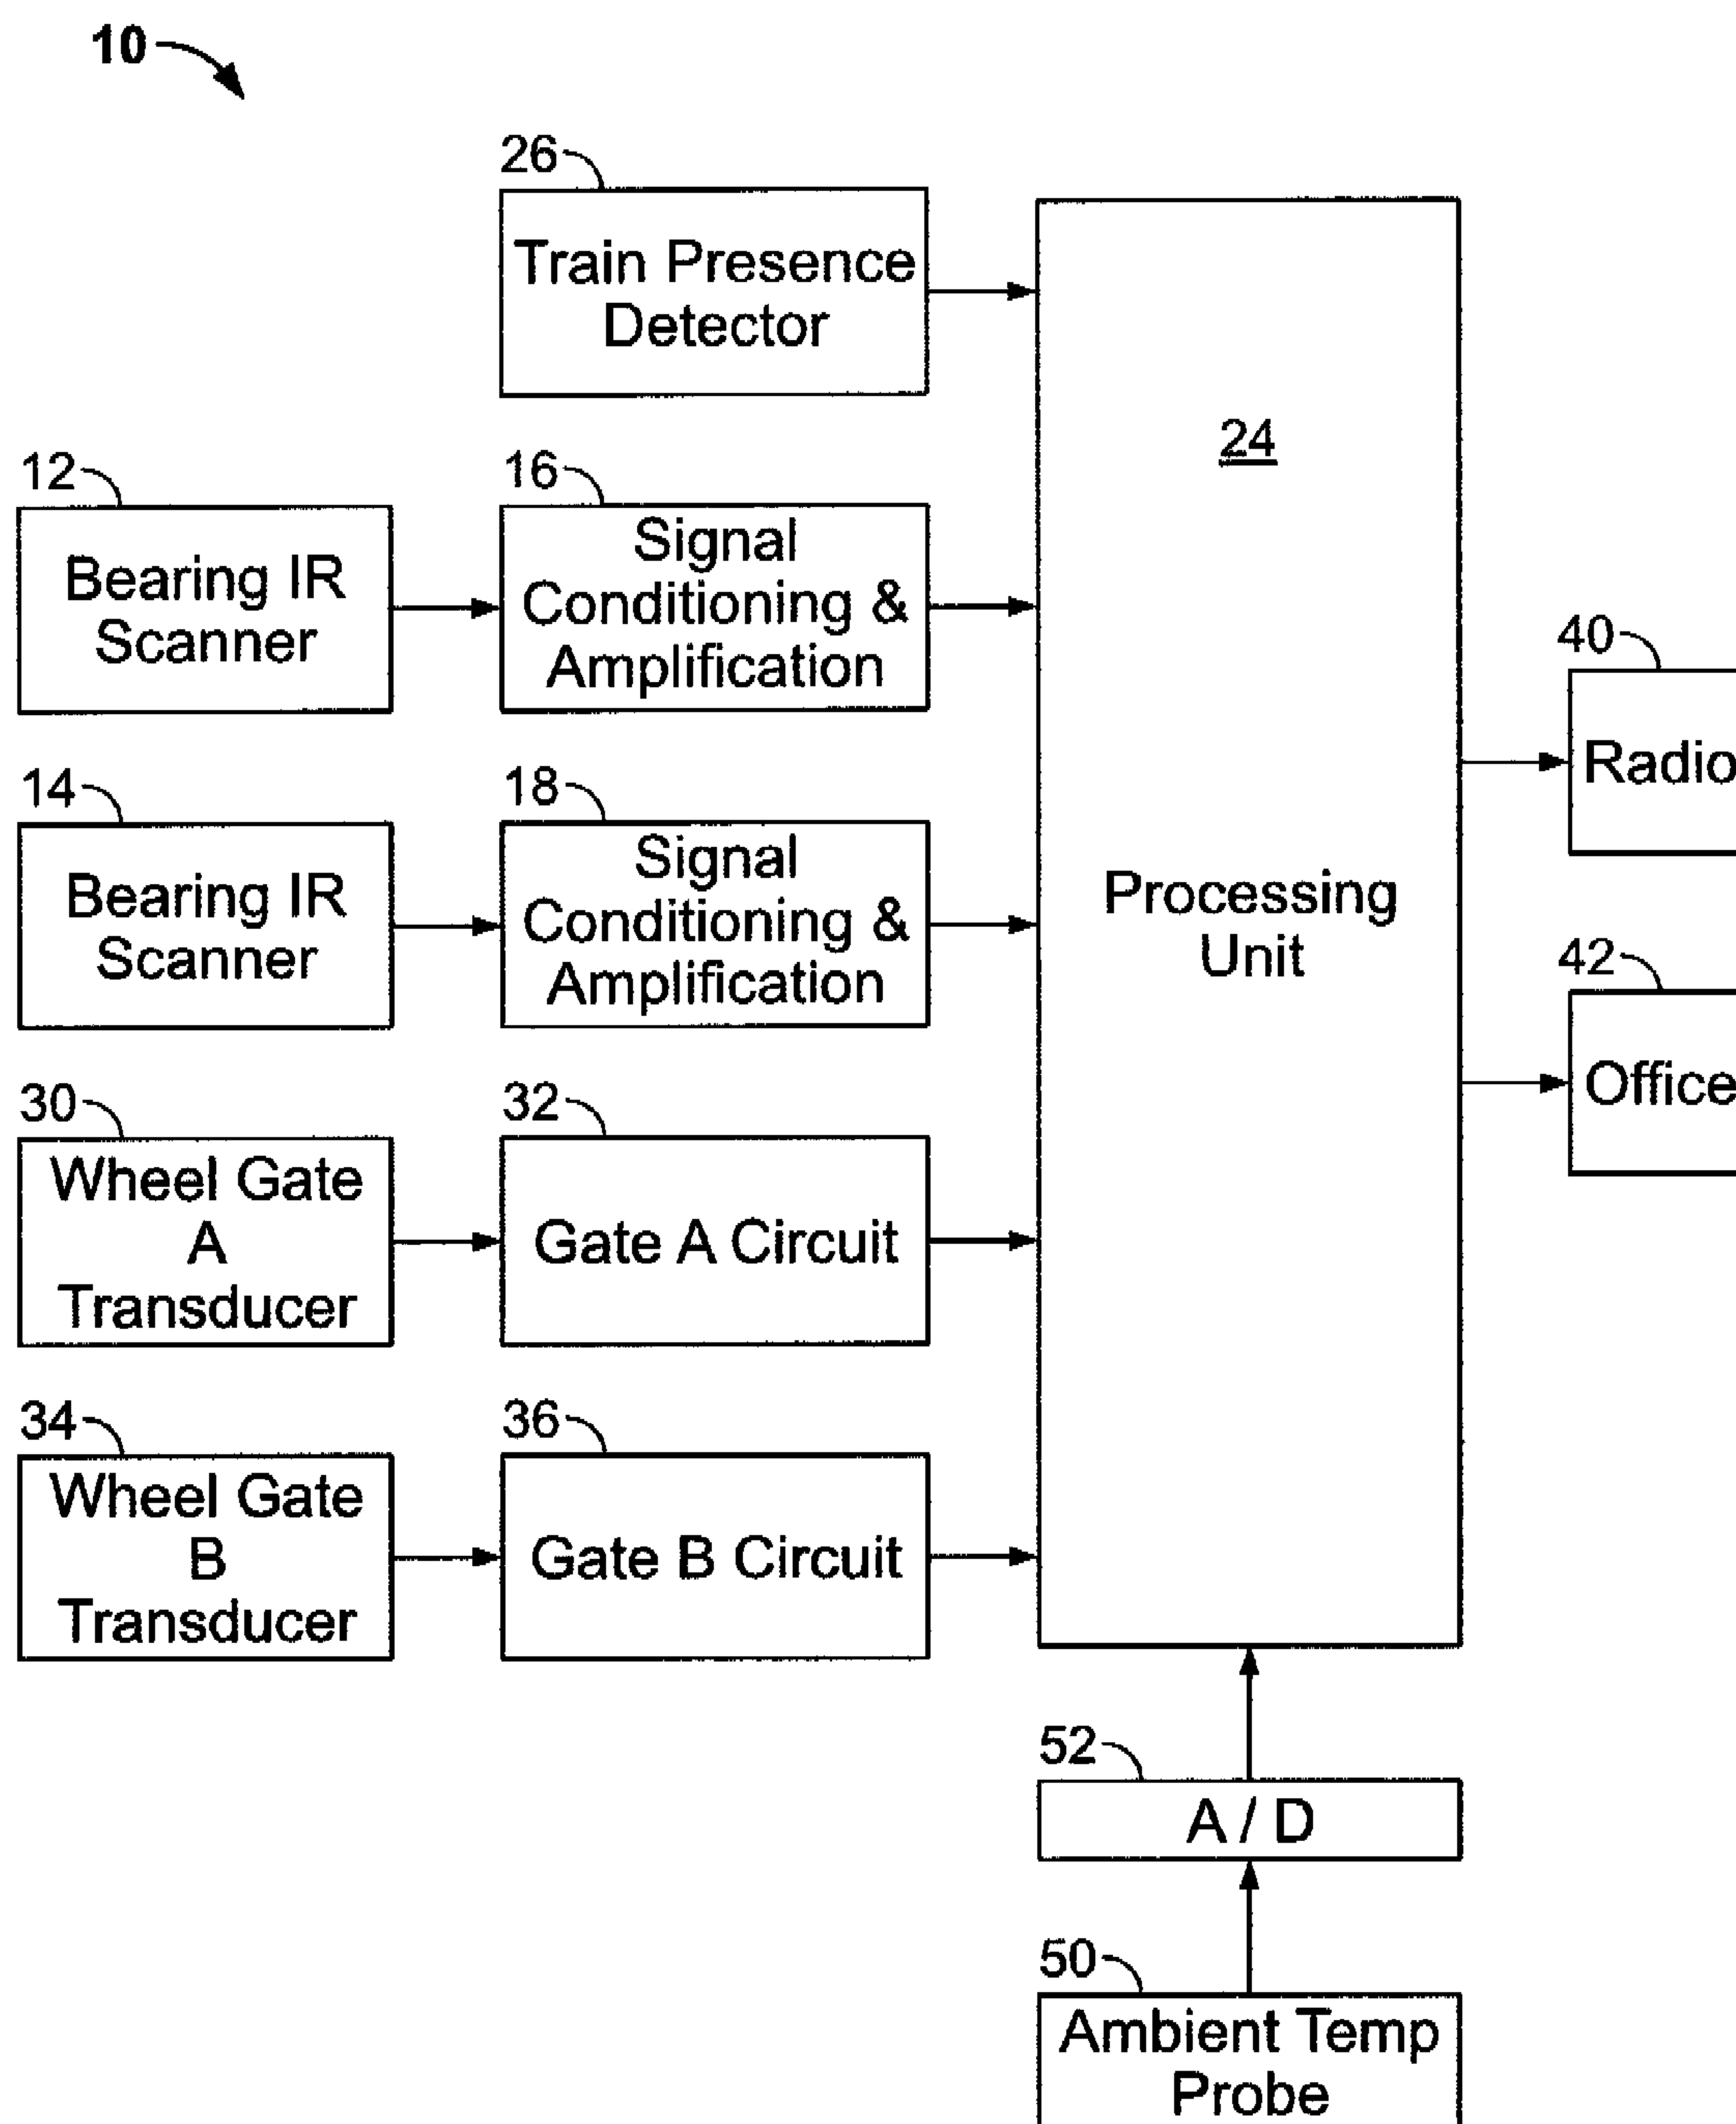 10
26
Train Presence
Detector
24
12
Bearing IR
Scanner
16
Signal
Conditioning &
Amplification
40
Radio
14
Bearing IR
Scanner
18
Signal
Conditioning &
Amplification
Processing
Unit
42
Office
30
Wheel Gate
A
Transducer
32
Gate A Circuit
34
Wheel Gate
B
Transducer
36
Gate B Circuit
52
A / D
50
Ambient Temp
Probe